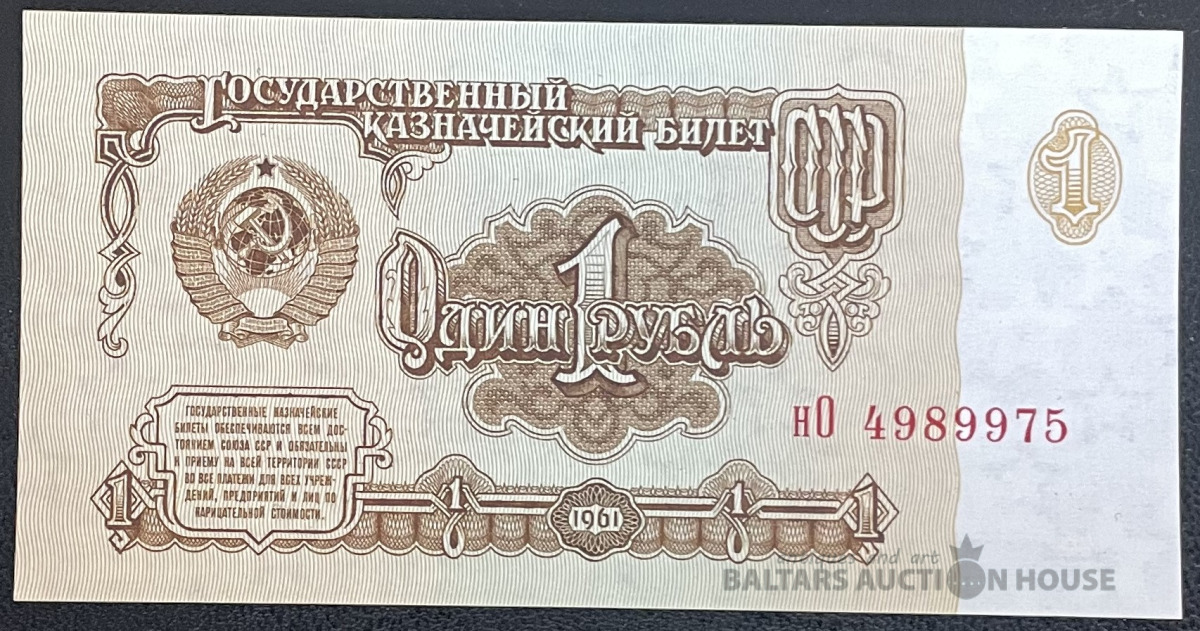 ГОСУДАРСТВЕННЫЙ
КАЗНАЧЕЙСКИЙ БИЛЕТ
СССР
1
1
ОДИН РУБЛЬ
нО 4989975
ГОСУДАРСТВЕННЫЕ КАЗНАЧЕЙСКИЕ
БИЛЕТЫ ОБЕСПЕЧИВАЮТСЯ ВСЕМ ДОС-
ТОЯНИЕМ СОЮЗА ССР И ОБЯЗАТЕЛЬНЫ
К ПРИЕМУ НА ВСЕЙ ТЕРРИТОРИИ СССР
ВО ВСЕ ПЛАТЕЖИ ДЛЯ ВСЕХ УЧРЕЖ-
ДЕНИЙ, ПРЕДПРИЯТИЙ И ЛИЦ ПО
НАРИЦАТЕЛЬНОЙ СТОИМОСТИ.
1 1 1961 1 1
and art
BALTARS AUCTION HOUSE